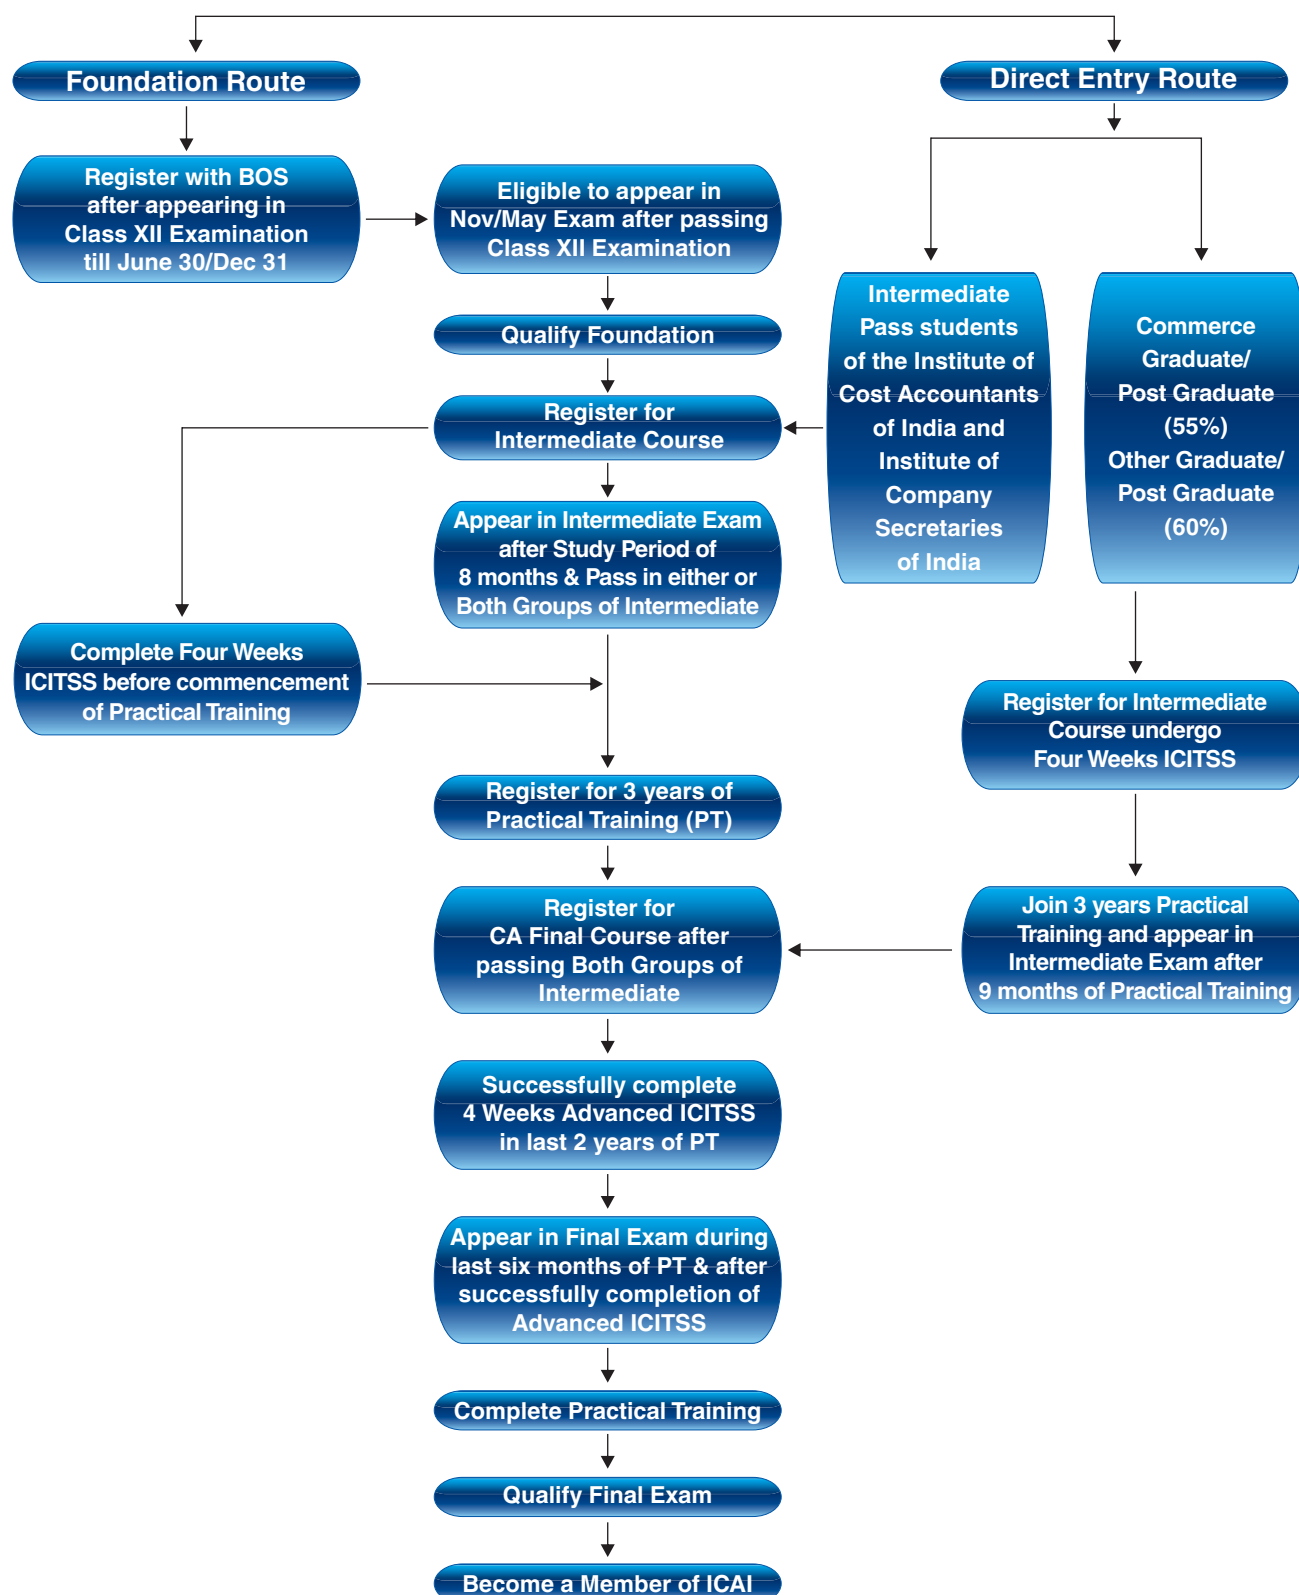 Foundation Route
Direct Entry Route
Register with BOS
after appearing in
Class XII Examination
till June 30/Dec 31
Eligible to appear in
Nov/May Exam after passing
Class XII Examination
Qualify Foundation
Register for
Intermediate Course
Intermediate
Pass students
of the Institute of
Cost Accountants
of India and
Institute of
Company
Secretaries
of India
Commerce
Graduate/
Post Graduate
(55%)
Other Graduate/
Post Graduate
(60%)
Appear in Intermediate Exam
after Study Period of
8 months & Pass in either or
Both Groups of Intermediate
Complete Four Weeks
ICITSS before commencement
of Practical Training
Register for Intermediate
Course undergo
Four Weeks ICITSS
Register for 3 years of
Practical Training (PT)
Register for
CA Final Course after
passing Both Groups of
Intermediate
Join 3 years Practical
Training and appear in
Intermediate Exam after
9 months of Practical Training
Successfully complete
4 Weeks Advanced ICITSS
in last 2 years of PT
Appear in Final Exam during
last six months of PT & after
successfully completion of
Advanced ICITSS
Complete Practical Training
Qualify Final Exam
Become a Member of ICAI